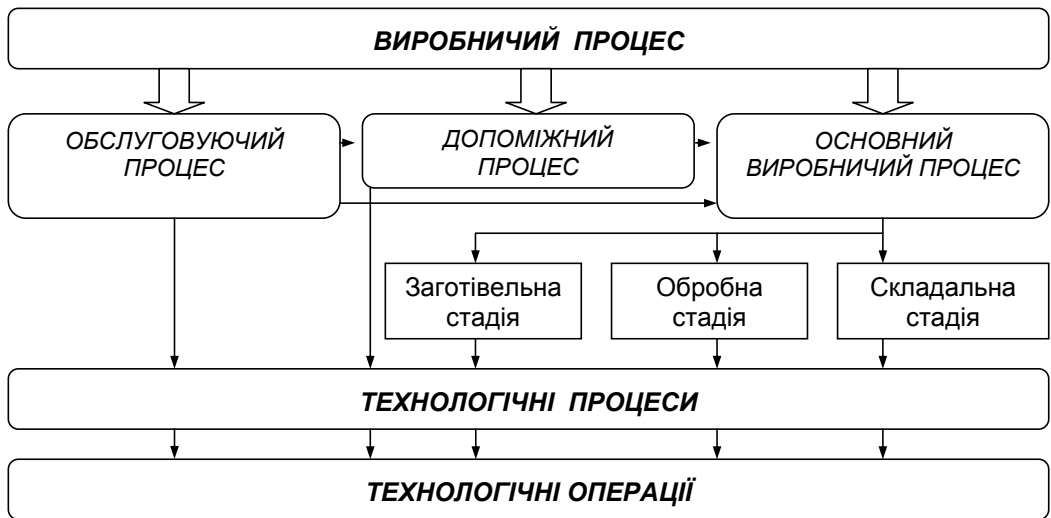 ВИРОБНИЧИЙ ПРОЦЕС
ОБСЛУГОВУЮЧИЙ
ПРОЦЕС
ДОПОМІЖНИЙ
ПРОЦЕС
ОСНОВНИЙ
ВИРОБНИЧИЙ ПРОЦЕС
Заготівельна
стадія
Обробна
стадія
Складальна
стадія
ТЕХНОЛОГІЧНІ ПРОЦЕСИ
ТЕХНОЛОГІЧНІ ОПЕРАЦІЇ